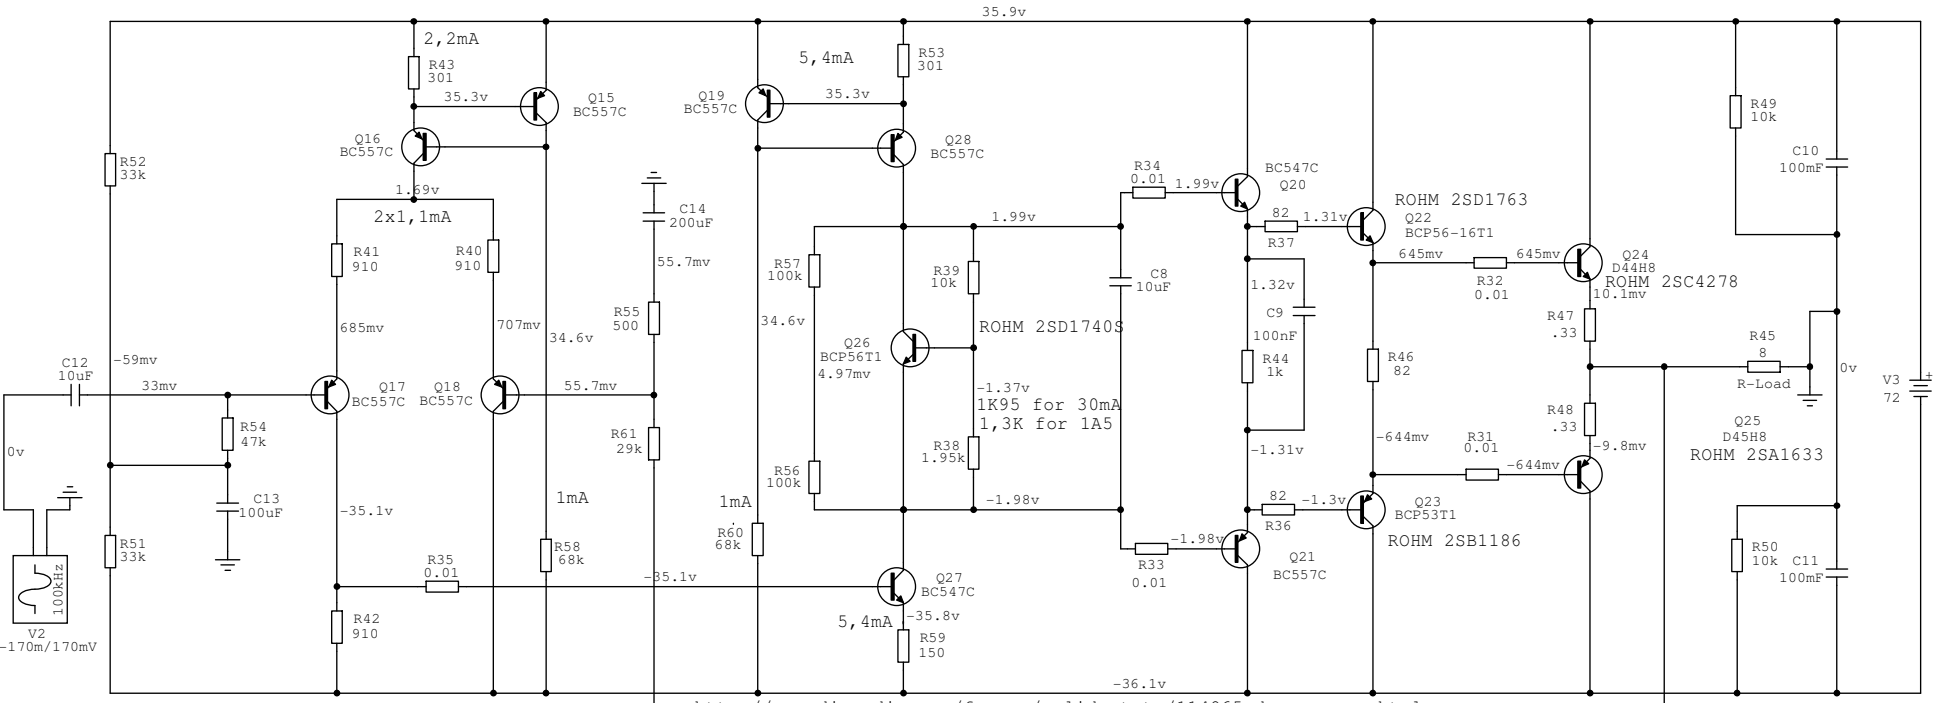 35.9v
2,2mA
R43
301
35.3v
Q15
BC557C
Q16
BC557C
R52
33k
1.69v
2x1,1mA
R41
910
R40
910
685mv
707mv
34.6v
C14
200uF
55.7mv
R55
500
-59mv
C12
10uF
33mv
Q17
BC557C
Q18
BC557C
55.7mv
R54
47k
R61
29k
0v
C13
100uF
-35.1v
1mA
R51
33k
R35
0.01
R58
68k
-35.1v
100kHz
V2
-170m/170mV
R42
910
5,4mA
R53
301
Q19
BC557C
35.3v
Q28
BC557C
1.99v
R57
100k
R39
10k
34.6v
ROHM 2SD1740S
Q26
BCP56T1
4.97mv
-1.37v
1K95 for 30mA
1,3K for 1A5
R38
1.95k
R56
100k
1mA
-1.98v
R60
68k
Q27
BC547C
5,4mA
-35.8v
R59
150
-36.1v
R34
0.01
1.99v
BC547C
Q20
C8
10uF
82
R37
1.31v
ROHM 2SD1763
Q22
BCP56-16T1
645mv
645mv
R32
0.01
Q24
D44H8
ROHM 2SC4278
10.1mv
1.32v
C9
100nF
R44
1k
R46
82
R47
.33
R45
8
R-Load
0v
R48
.33
-1.31v
-644mv
R31
0.01
-644mv
-9.8mv
Q25
D45H8
ROHM 2SA1633
82
R36
-1.3v
Q23
BCP53T1
ROHM 2SB1186
R33
0.01
-1.98v
Q21
BC557C
R49
10k
C10
100mF
V3
72
+
R50
10k
C11
100mF